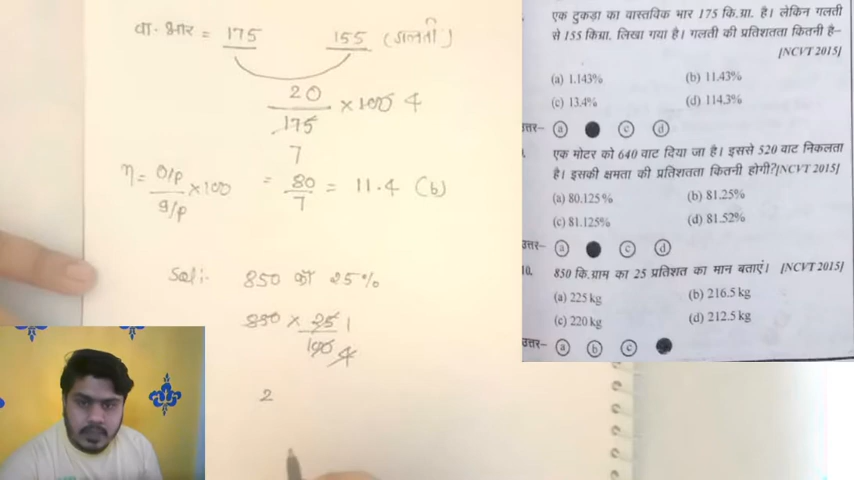 वा. भार = 175 155 (गलती)
20
175 × 100 4
7
η = O/P × 100 = 80 = 11.4 (b)
I/P 7
Sol:- 850 का 25%
850 × 25 1
100 4
2
एक टुकड़ा का वास्तविक भार 175 कि.ग्रा. है। लेकिन गलती
से 155 किग्रा. लिखा गया है। गलती की प्रतिशतता कितनी है–
[NCVT 2015]
(a) 1.143% (b) 11.43%
(c) 13.4% (d) 114.3%
उत्तर– a c d
एक मोटर को 640 वाट दिया जा है। इससे 520 वाट निकलता
है। इसकी क्षमता की प्रतिशतता कितनी होगी? [NCVT 2015]
(a) 80.125% (b) 81.25%
(c) 81.125% (d) 81.52%
उत्तर– a c d
10. 850 कि.ग्राम का 25 प्रतिशत का मान बताएं। [NCVT 2015]
(a) 225 kg (b) 216.5 kg
(c) 220 kg (d) 212.5 kg
उत्तर– a b c